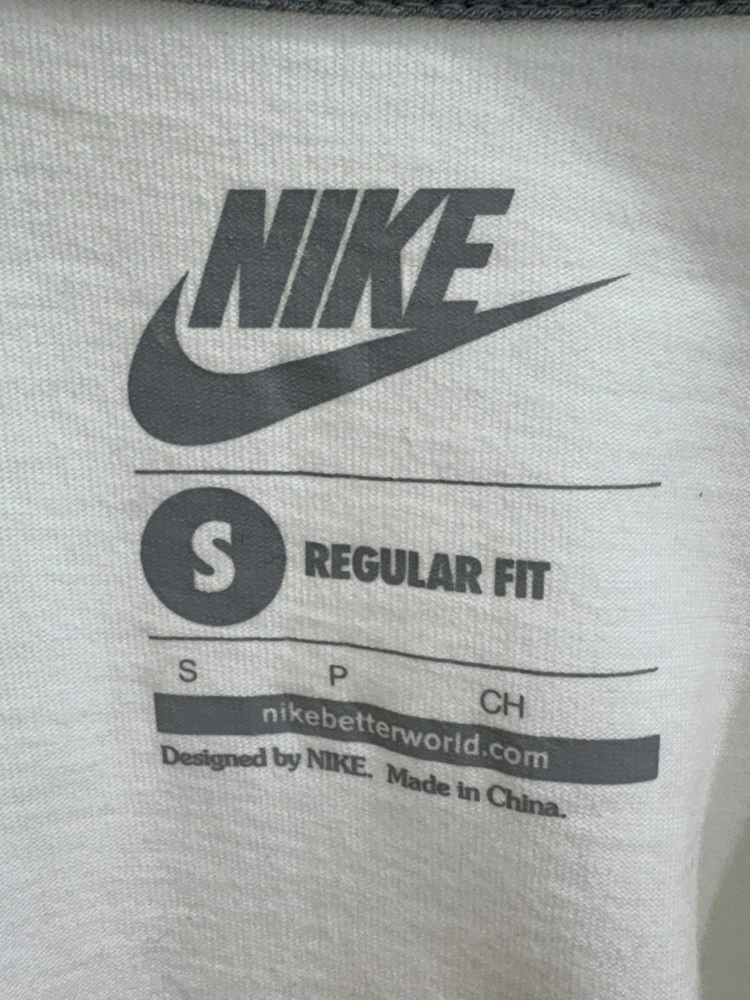 NIKE
S REGULAR FIT
S P CH
nikebetterworld.com
Designed by NIKE. Made in China.